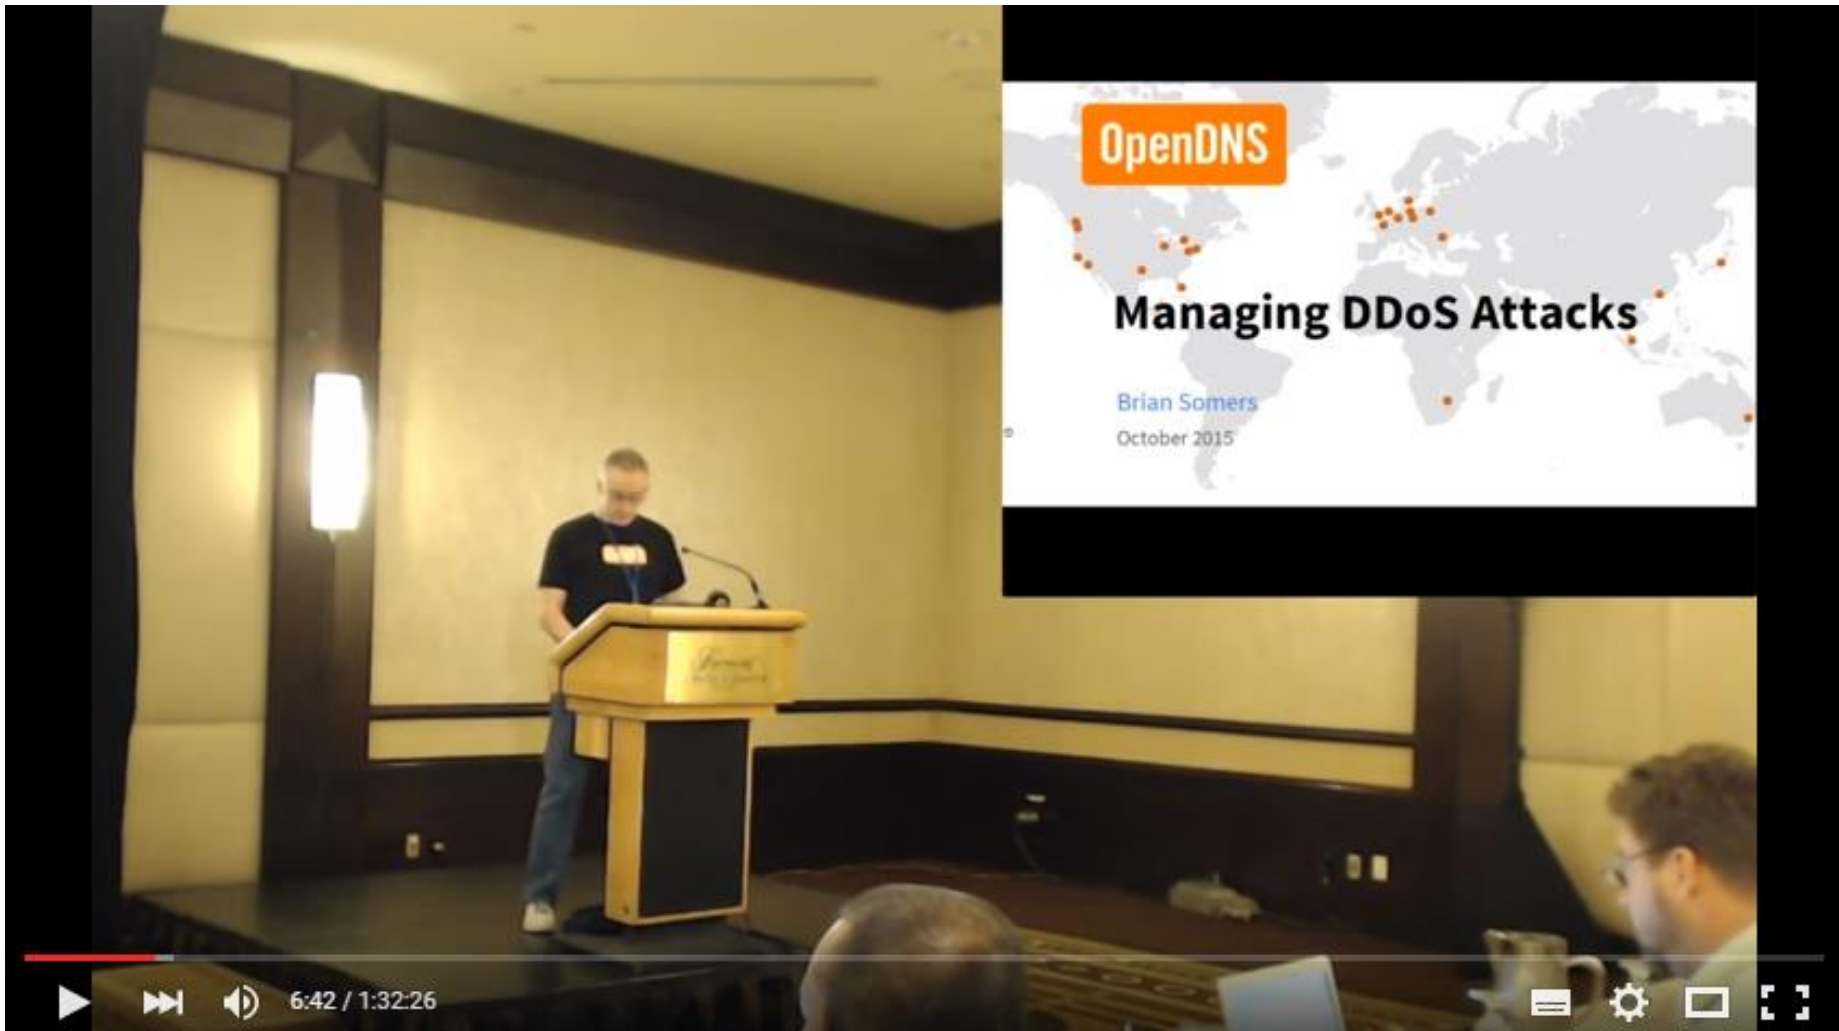 OpenDNS
Managing DDoS Attacks
Brian Somers
October 2015
6:42 / 1:32:26